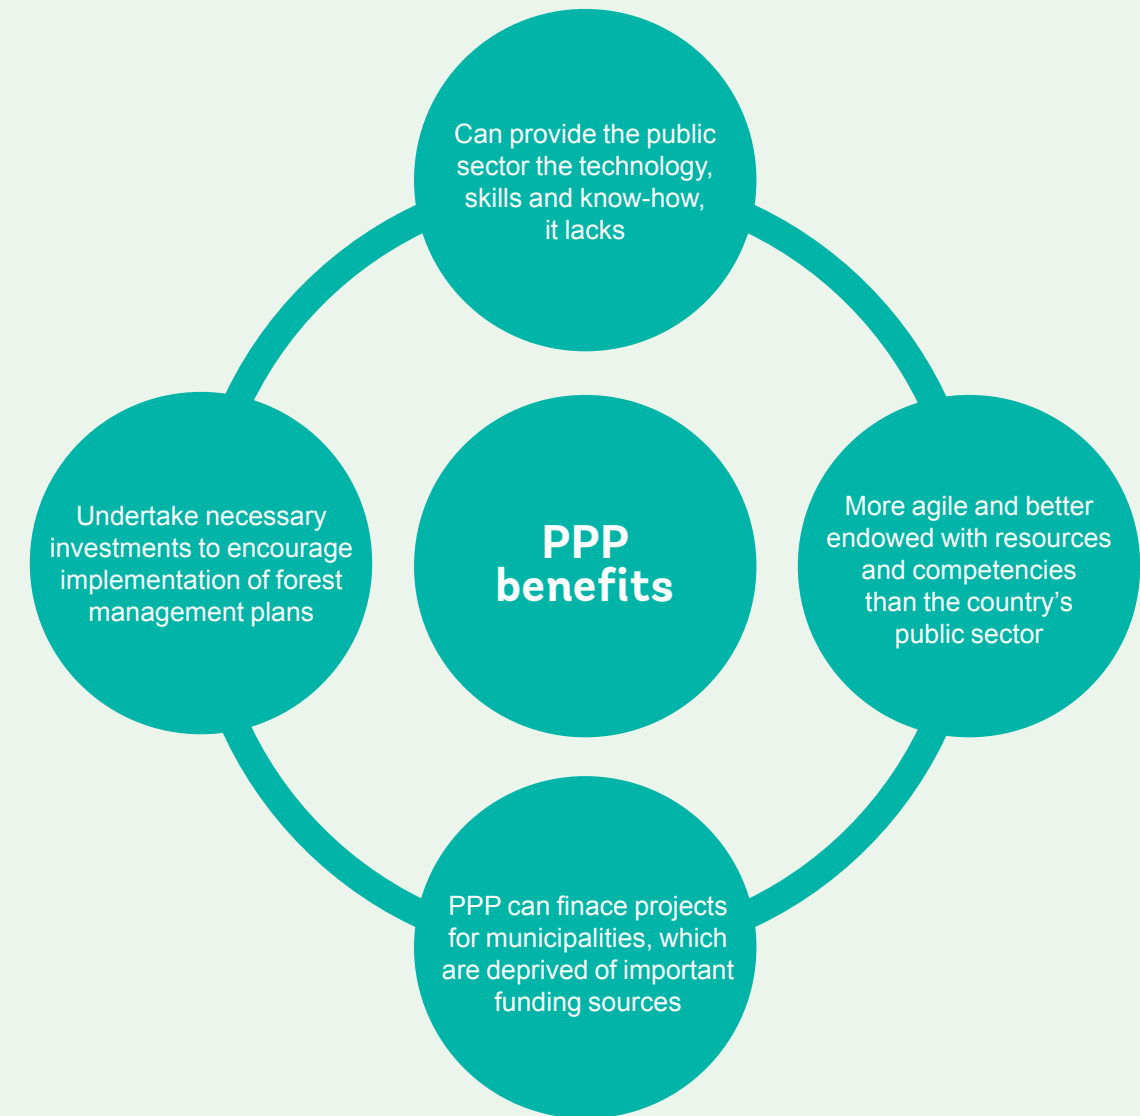 Can provide the public
sector the technology,
skills and know-how,
it lacks
Undertake necessary
investments to encourage
implementation of forest
management plans
PPP
benefits
More agile and better
endowed with resources
and competencies
than the country’s
public sector
PPP can finace projects
for municipalities, which
are deprived of important
funding sources